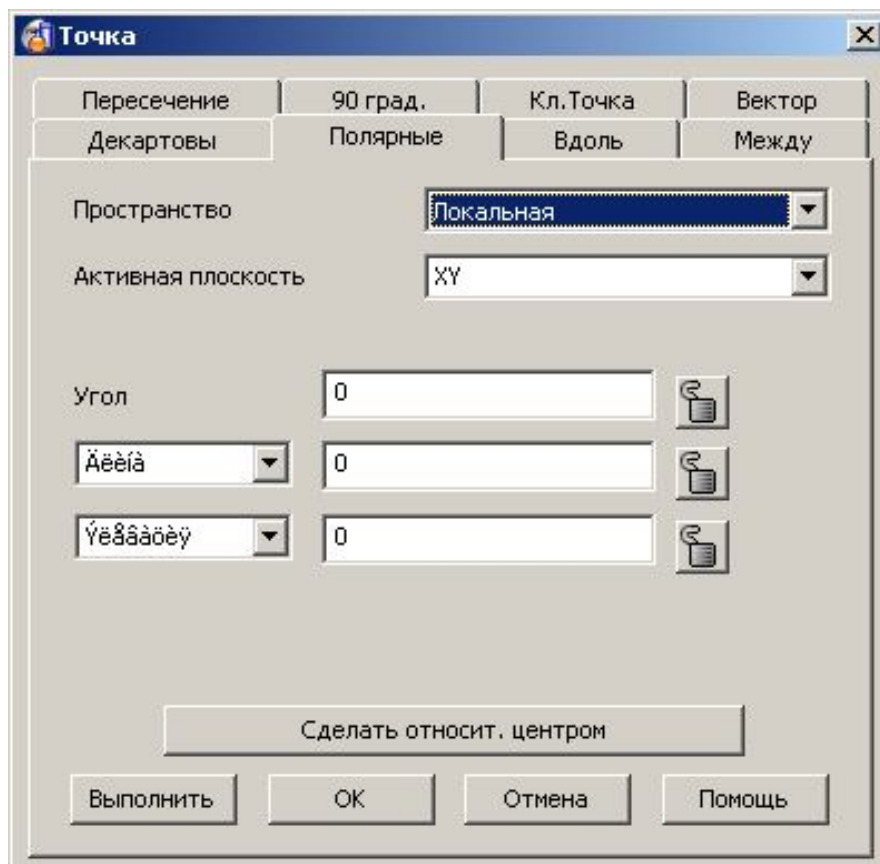 Точка
Пересечение 90 град. Кл.Точка Вектор
Декартовы Полярные Вдоль Между
Пространство Локальная
Активная плоскость XY
Угол 0
Äëèíà 0
Ýëåâàöèÿ 0
Сделать относит. центром
Выполнить ОК Отмена Помощь